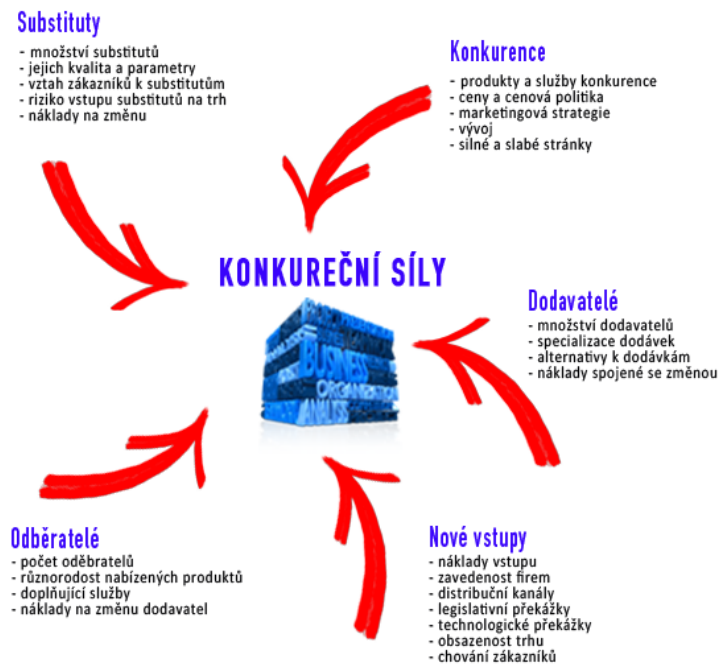 Substituty
- množství substitutů
- jejich kvalita a parametry
- vztah zákazníků k substitutům
- riziko vstupu substitutů na trh
- náklady na změnu
Konkurence
- produkty a služby konkurence
- ceny a cenová politika
- marketingová strategie
- vývoj
- silné a slabé stránky
KONKUREČNÍ SÍLY
BUSINESS
ORGANIZATION
ANALISS
Dodavatelé
- množství dodavatelů
- specializace dodávek
- alternativy k dodávkám
- náklady spojené se změnou
Odběratelé
- počet oděbratelů
- různorodost nabízených produktů
- doplňující služby
- náklady na změnu dodavatel
Nové vstupy
- náklady vstupu
- zavedenost firem
- distribuční kanály
- legislativní překážky
- technologické překážky
- obsazenost trhu
- chování zákazníků